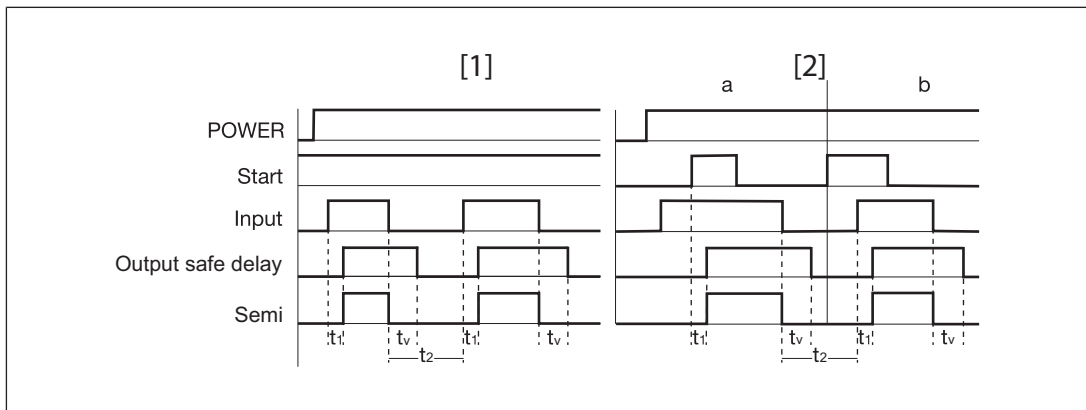 [1] [2]
a b
POWER
Start
Input
Output safe delay
Semi
t1 tv t1 tv t1 tv t1 tv
t2 t2